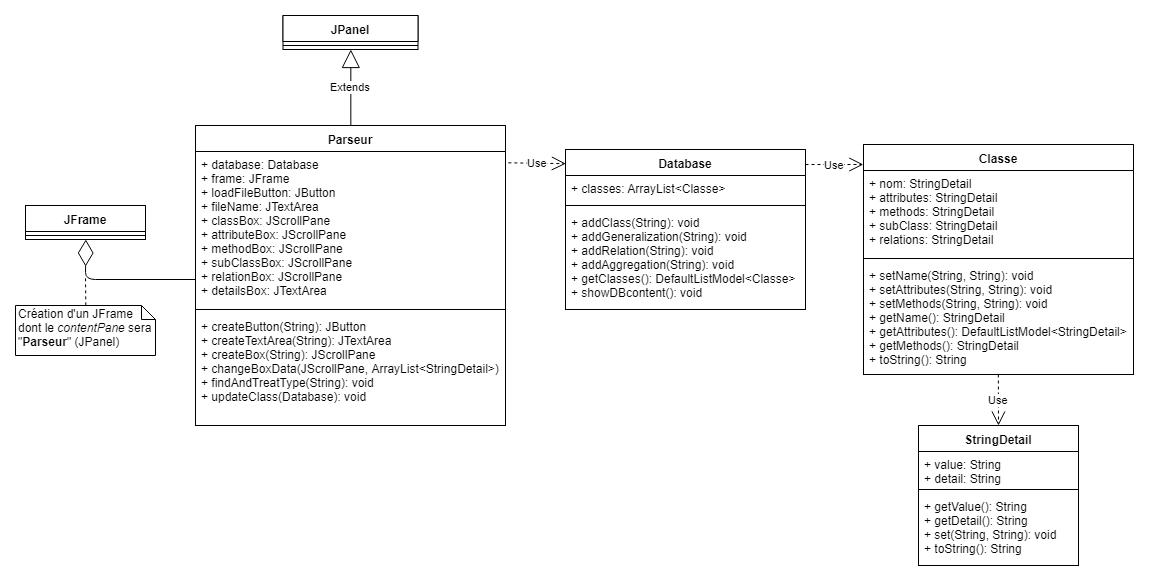 JPanel
Extends
Parseur
+ database: Database
+ frame: JFrame
+ loadFileButton: JButton
+ fileName: JTextArea
+ classBox: JScrollPane
+ attributeBox: JScrollPane
+ methodBox: JScrollPane
+ subClassBox: JScrollPane
+ relationBox: JScrollPane
+ detailsBox: JTextArea
+ createButton(String): JButton
+ createTextArea(String): JTextArea
+ createBox(String): JScrollPane
+ changeBoxData(JScrollPane, ArrayList<StringDetail>)
+ findAndTreatType(String): void
+ updateClass(Database): void
JFrame
Création d'un JFrame
dont le contentPane sera
"Parseur" (JPanel)
Use
Database
+ classes: ArrayList<Classe>
+ addClass(String): void
+ addGeneralization(String): void
+ addRelation(String): void
+ addAggregation(String): void
+ getClasses(): DefaultListModel<Classe>
+ showDBcontent(): void
Use
Classe
+ nom: StringDetail
+ attributes: StringDetail
+ methods: StringDetail
+ subClass: StringDetail
+ relations: StringDetail
+ setName(String, String): void
+ setAttributes(String, String): void
+ setMethods(String, String): void
+ getName(): StringDetail
+ getAttributes(): DefaultListModel<StringDetail>
+ getMethods(): StringDetail
+ toString(): String
Use
StringDetail
+ value: String
+ detail: String
+ getValue(): String
+ getDetail(): String
+ set(String, String): void
+ toString(): String